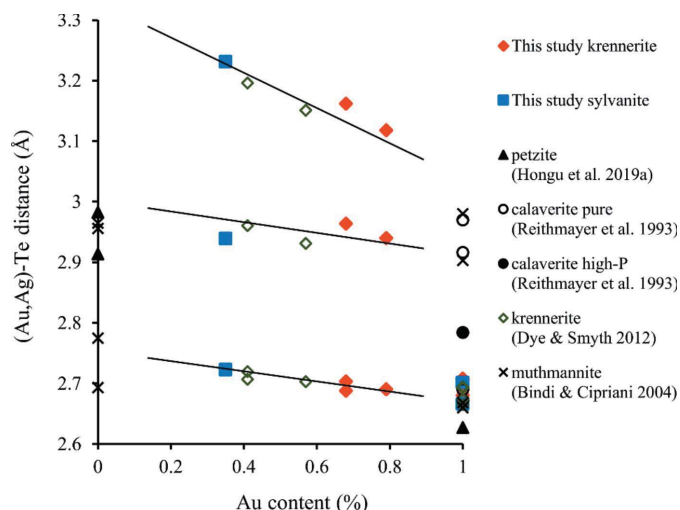 3.3
3.2
3.1
3
2.9
2.8
2.7
2.6
(Au,Ag)-Te distance (Å)
0
0.2
0.4
0.6
0.8
1
Au content (%)
This study krennerite
This study sylvanite
petzite
(Hongu et al. 2019a)
calaverite pure
(Reithmayer et al. 1993)
calaverite high-P
(Reithmayer et al. 1993)
krennerite
(Dye & Smyth 2012)
muthmannite
(Bindi & Cipriani 2004)